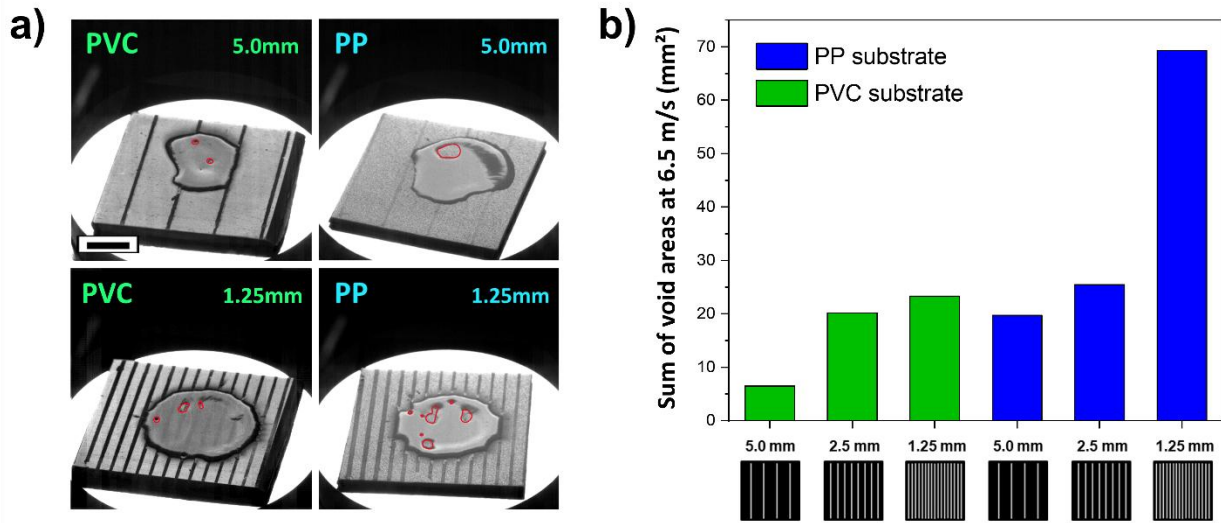 a)
PVC
5.0mm
PP
5.0mm
PVC
1.25mm
PP
1.25mm
b)
Sum of void areas at 6.5 m/s (mm²)
70
60
50
40
30
20
10
0
PP substrate
PVC substrate
5.0 mm
2.5 mm
1.25 mm
5.0 mm
2.5 mm
1.25 mm